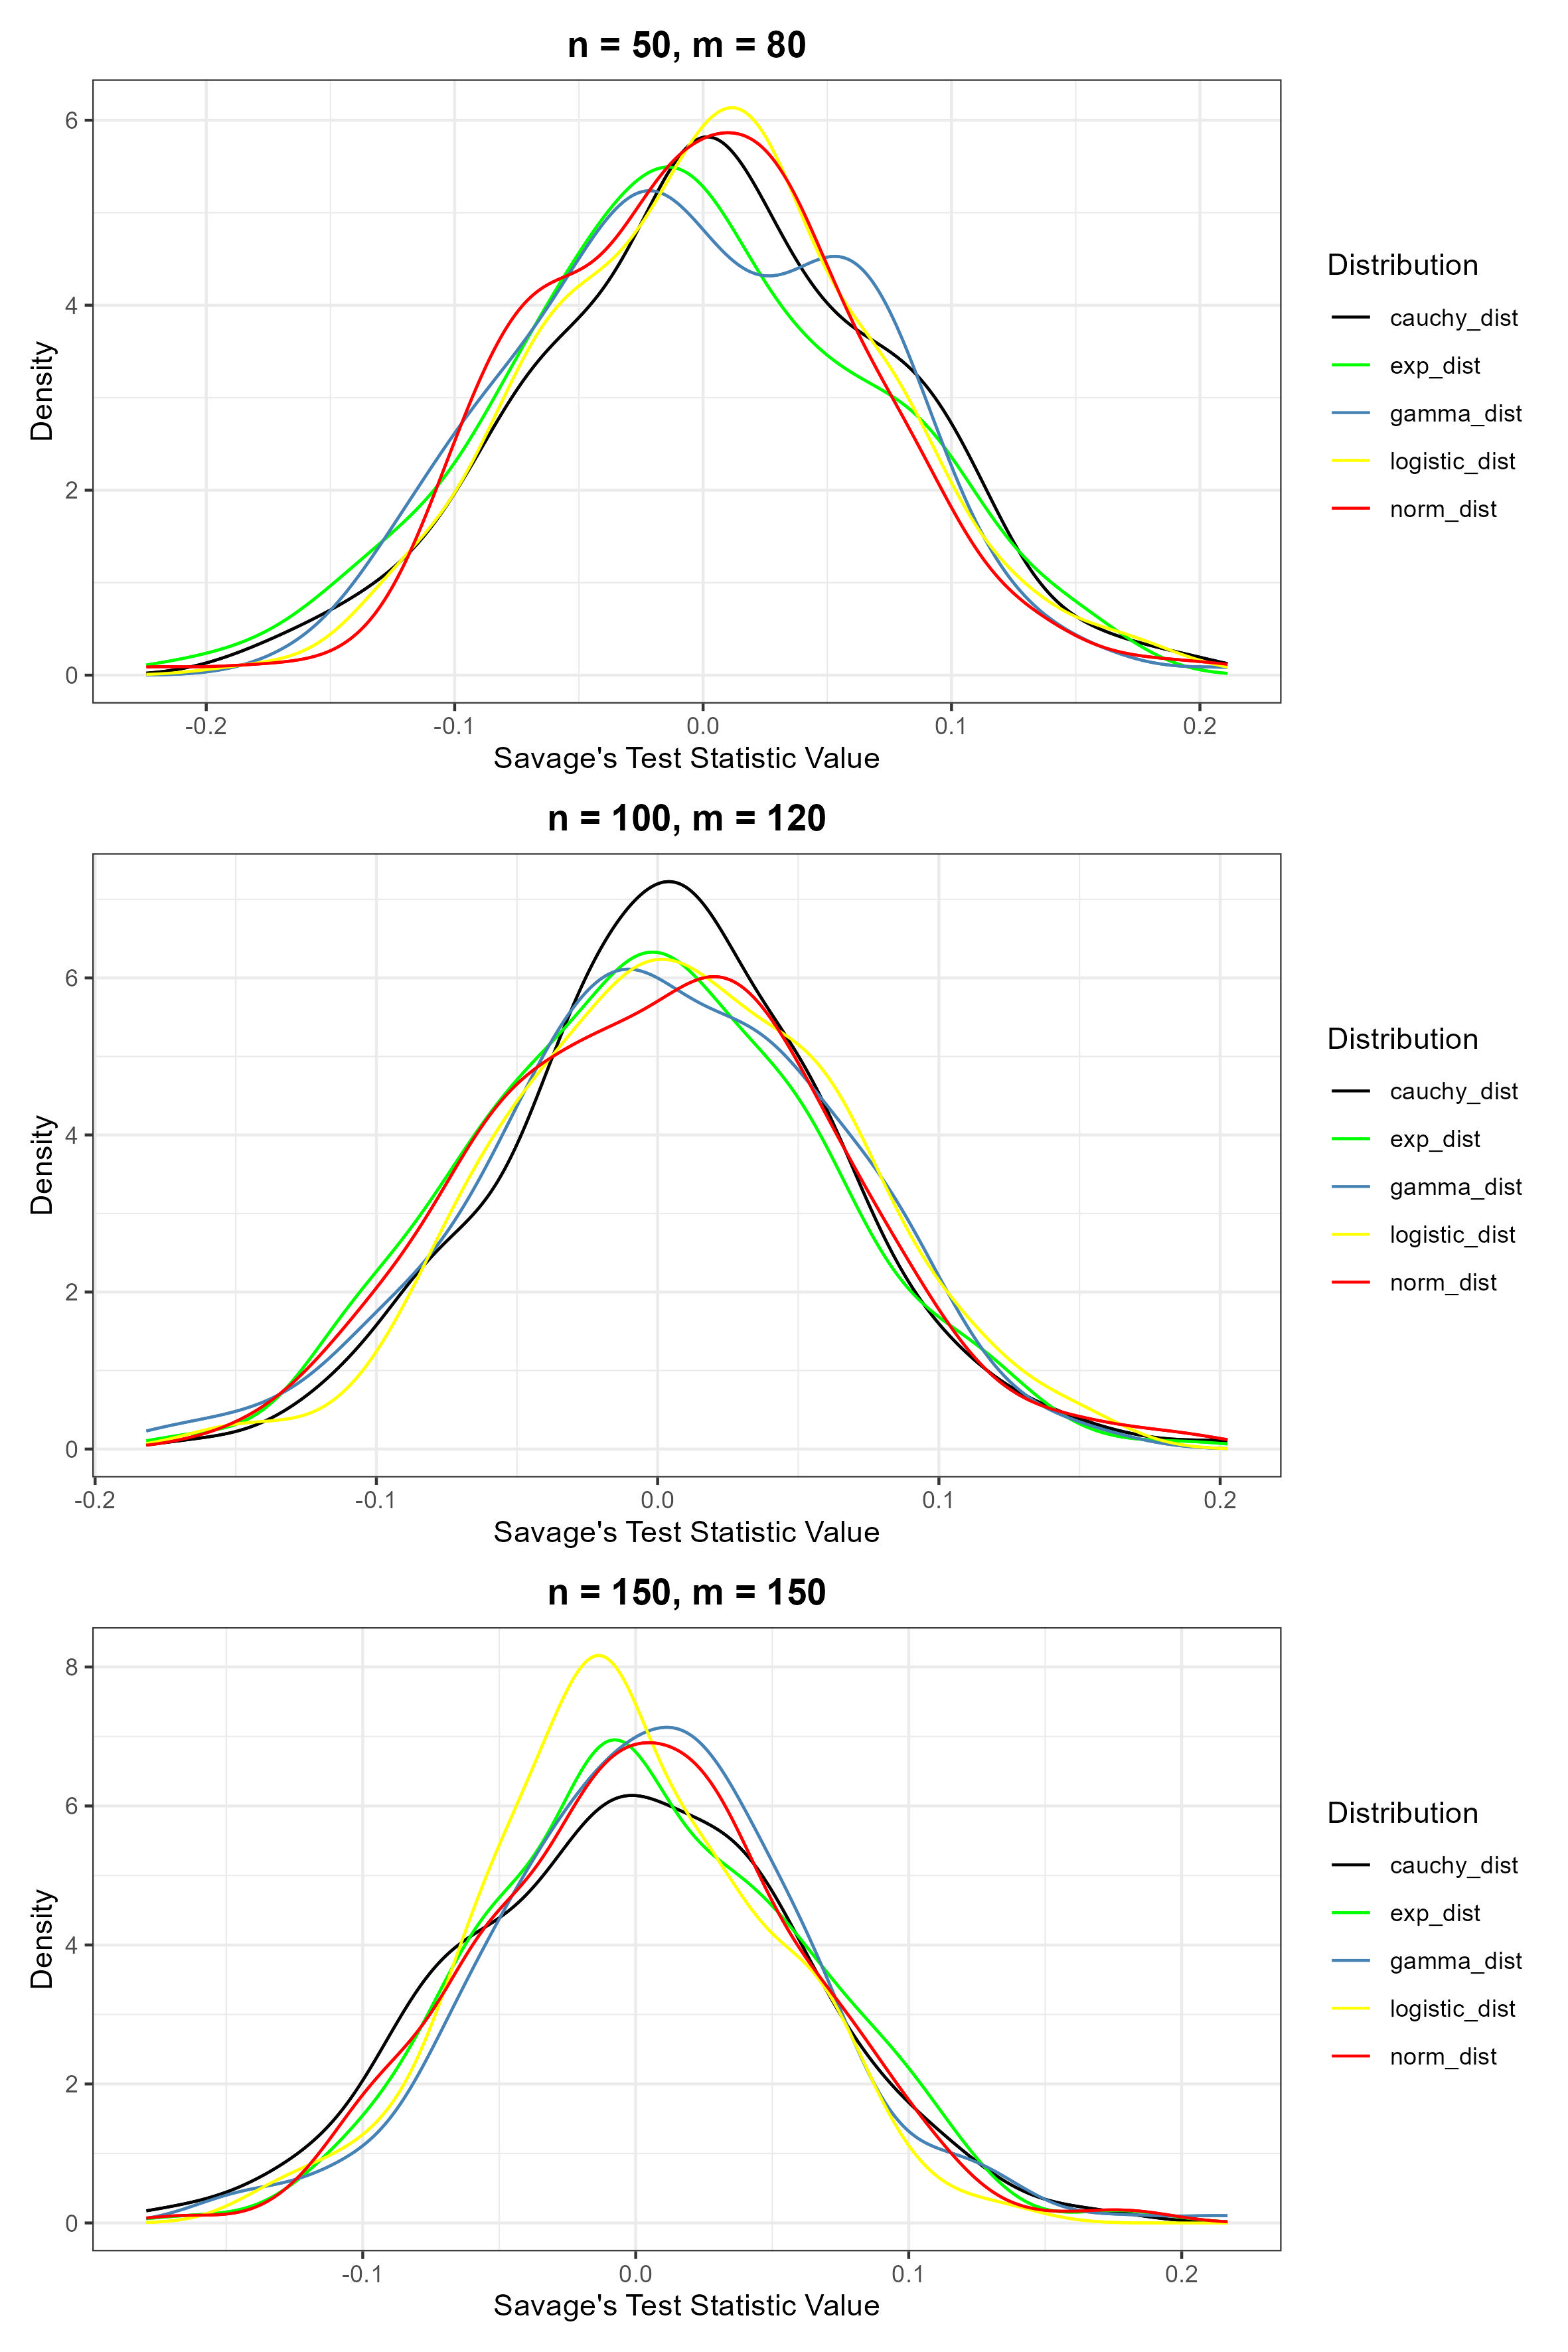 n = 50, m = 80
6
4
2
0
Density
-0.2 -0.1 0.0 0.1 0.2
Savage's Test Statistic Value
Distribution
cauchy_dist
exp_dist
gamma_dist
logistic_dist
norm_dist
n = 100, m = 120
6
4
2
0
Density
-0.2 -0.1 0.0 0.1 0.2
Savage's Test Statistic Value
Distribution
cauchy_dist
exp_dist
gamma_dist
logistic_dist
norm_dist
n = 150, m = 150
8
6
4
2
0
Density
-0.1 0.0 0.1 0.2
Savage's Test Statistic Value
Distribution
cauchy_dist
exp_dist
gamma_dist
logistic_dist
norm_dist